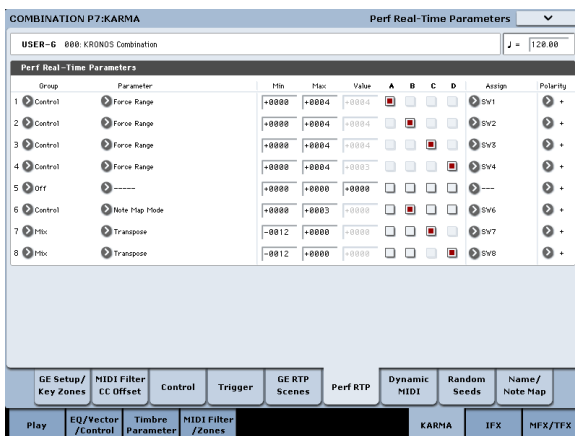 COMBINATION P7:KARMA Perf Real-Time Parameters
USER-G 000: KRONOS Combination ♩ = 120.00
Perf Real-Time Parameters
Group Parameter Min Max Value A B C D Assign Polarity
1 Control Force Range +0000 +0004 +0004 SW1 +
2 Control Force Range +0000 +0004 +0004 SW2 +
3 Control Force Range +0000 +0004 +0004 SW3 +
4 Control Force Range +0000 +0004 +0003 SW4 +
5 Off ----- +0000 +0000 +0000 --- +
6 Control Note Map Mode +0000 +0003 +0000 SW6 +
7 Mix Transpose -0012 +0000 +0000 SW7 +
8 Mix Transpose -0012 +0000 +0000 SW8 +
GE Setup/ MIDI Filter Control Trigger GE RTP Perf RTP Dynamic Random Name/
Key Zones CC Offset Scenes MIDI Seeds Note Map
Play EQ/Vector Timbre MIDI Filter KARMA IFX MFX/TFX
/Control Parameter /Zones